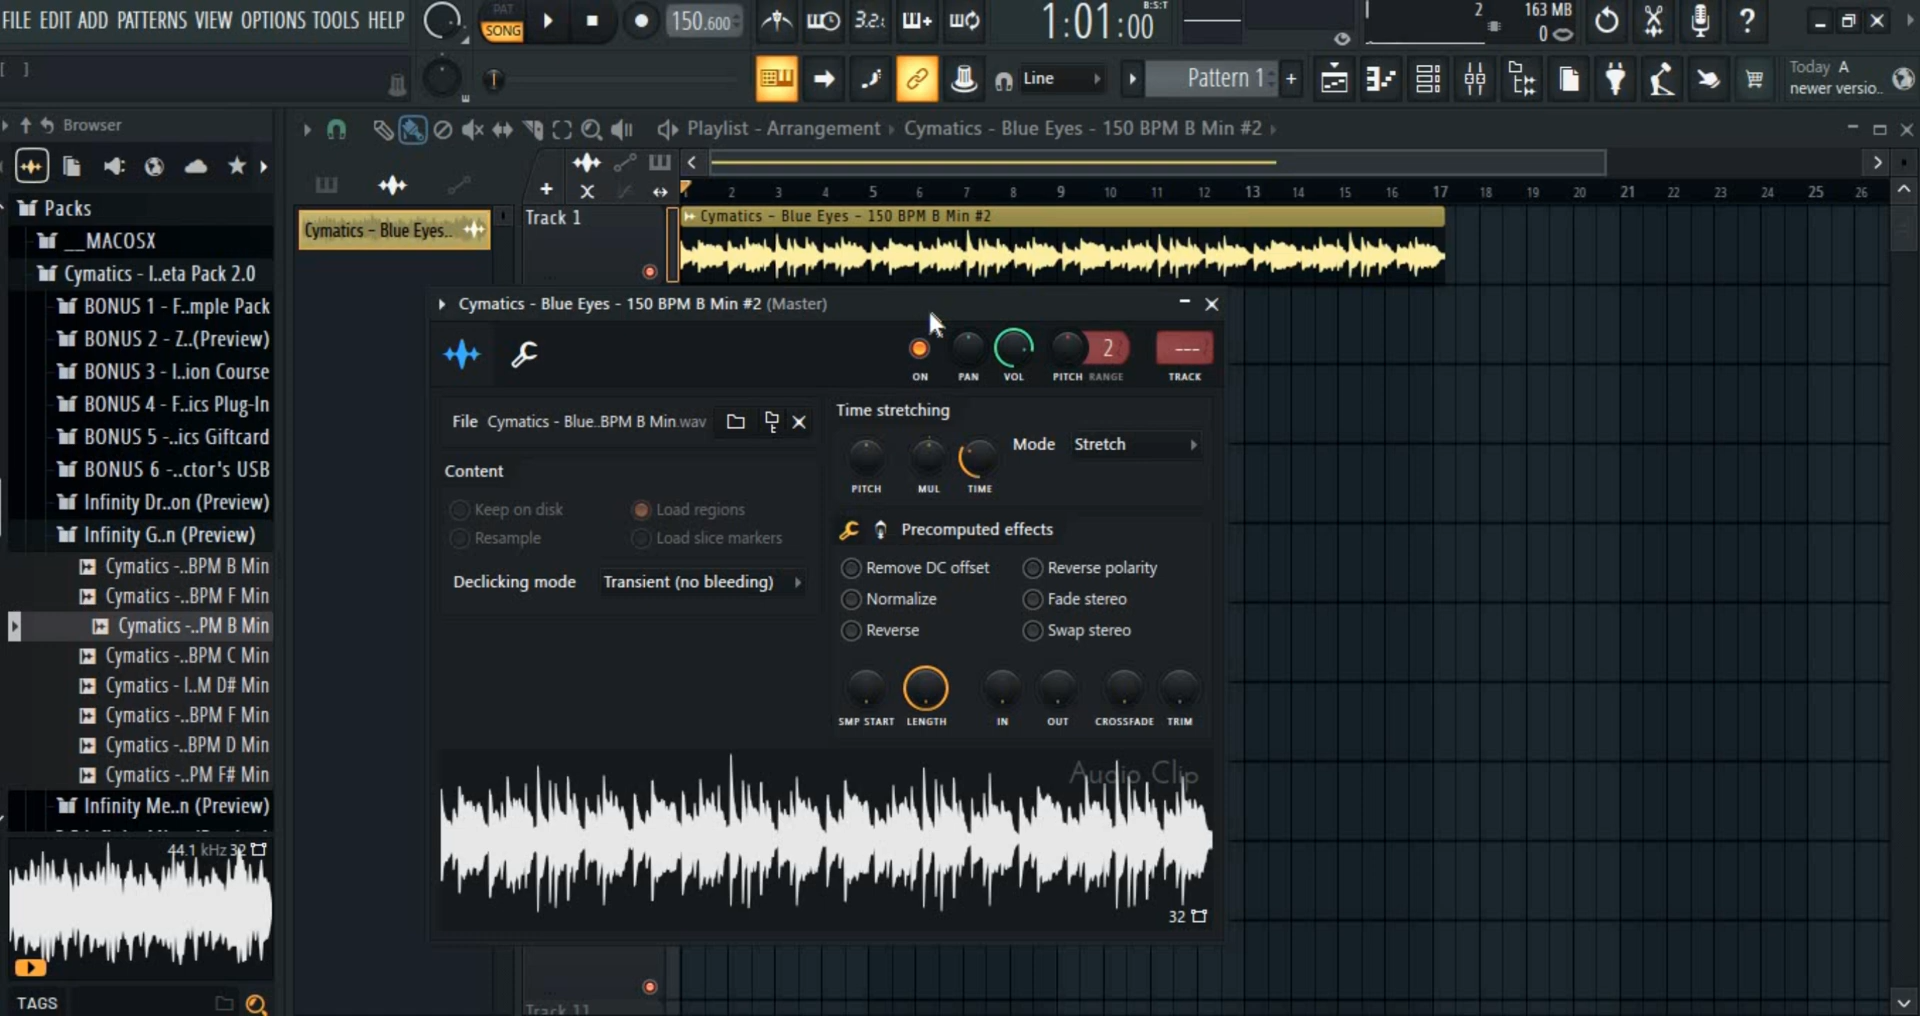 FILE EDIT ADD PATTERNS VIEW OPTIONS TOOLS HELP
PAT
SONG
150.600
3.2.
1:01:00
B:S:T
2
163 MB
0
Line
Pattern 1
Today A
newer versio..
Browser
Playlist - Arrangement › Cymatics - Blue Eyes - 150 BPM B Min #2
Packs
__MACOSX
Cymatics - I..eta Pack 2.0
BONUS 1 - F..mple Pack
BONUS 2 - Z..(Preview)
BONUS 3 - I..ion Course
BONUS 4 - F..ics Plug-In
BONUS 5 -..ics Giftcard
BONUS 6 -..ctor's USB
Infinity Dr..on (Preview)
Infinity G..n (Preview)
Cymatics -..BPM B Min
Cymatics -..BPM F Min
Cymatics -..PM B Min
Cymatics -..BPM C Min
Cymatics - I..M D# Min
Cymatics -..BPM F Min
Cymatics -..BPM D Min
Cymatics -..PM F# Min
Infinity Me..n (Preview)
44.1 kHz 32
TAGS
Cymatics - Blue Eyes..
2 3 4 5 6 7 8 9 10 11 12 13 14 15 16 17 18 19 20 21 22 23 24 25 26
Track 1
Cymatics - Blue Eyes - 150 BPM B Min #2
Cymatics - Blue Eyes - 150 BPM B Min #2 (Master)
2
---
ON PAN VOL PITCH RANGE TRACK
File Cymatics - Blue..BPM B Min.wav
Content
Keep on disk
Load regions
Resample
Load slice markers
Declicking mode Transient (no bleeding)
Time stretching
Mode Stretch
PITCH MUL TIME
Precomputed effects
Remove DC offset
Reverse polarity
Normalize
Fade stereo
Reverse
Swap stereo
SMP START LENGTH IN OUT CROSSFADE TRIM
Audio Clip
32
Track 11